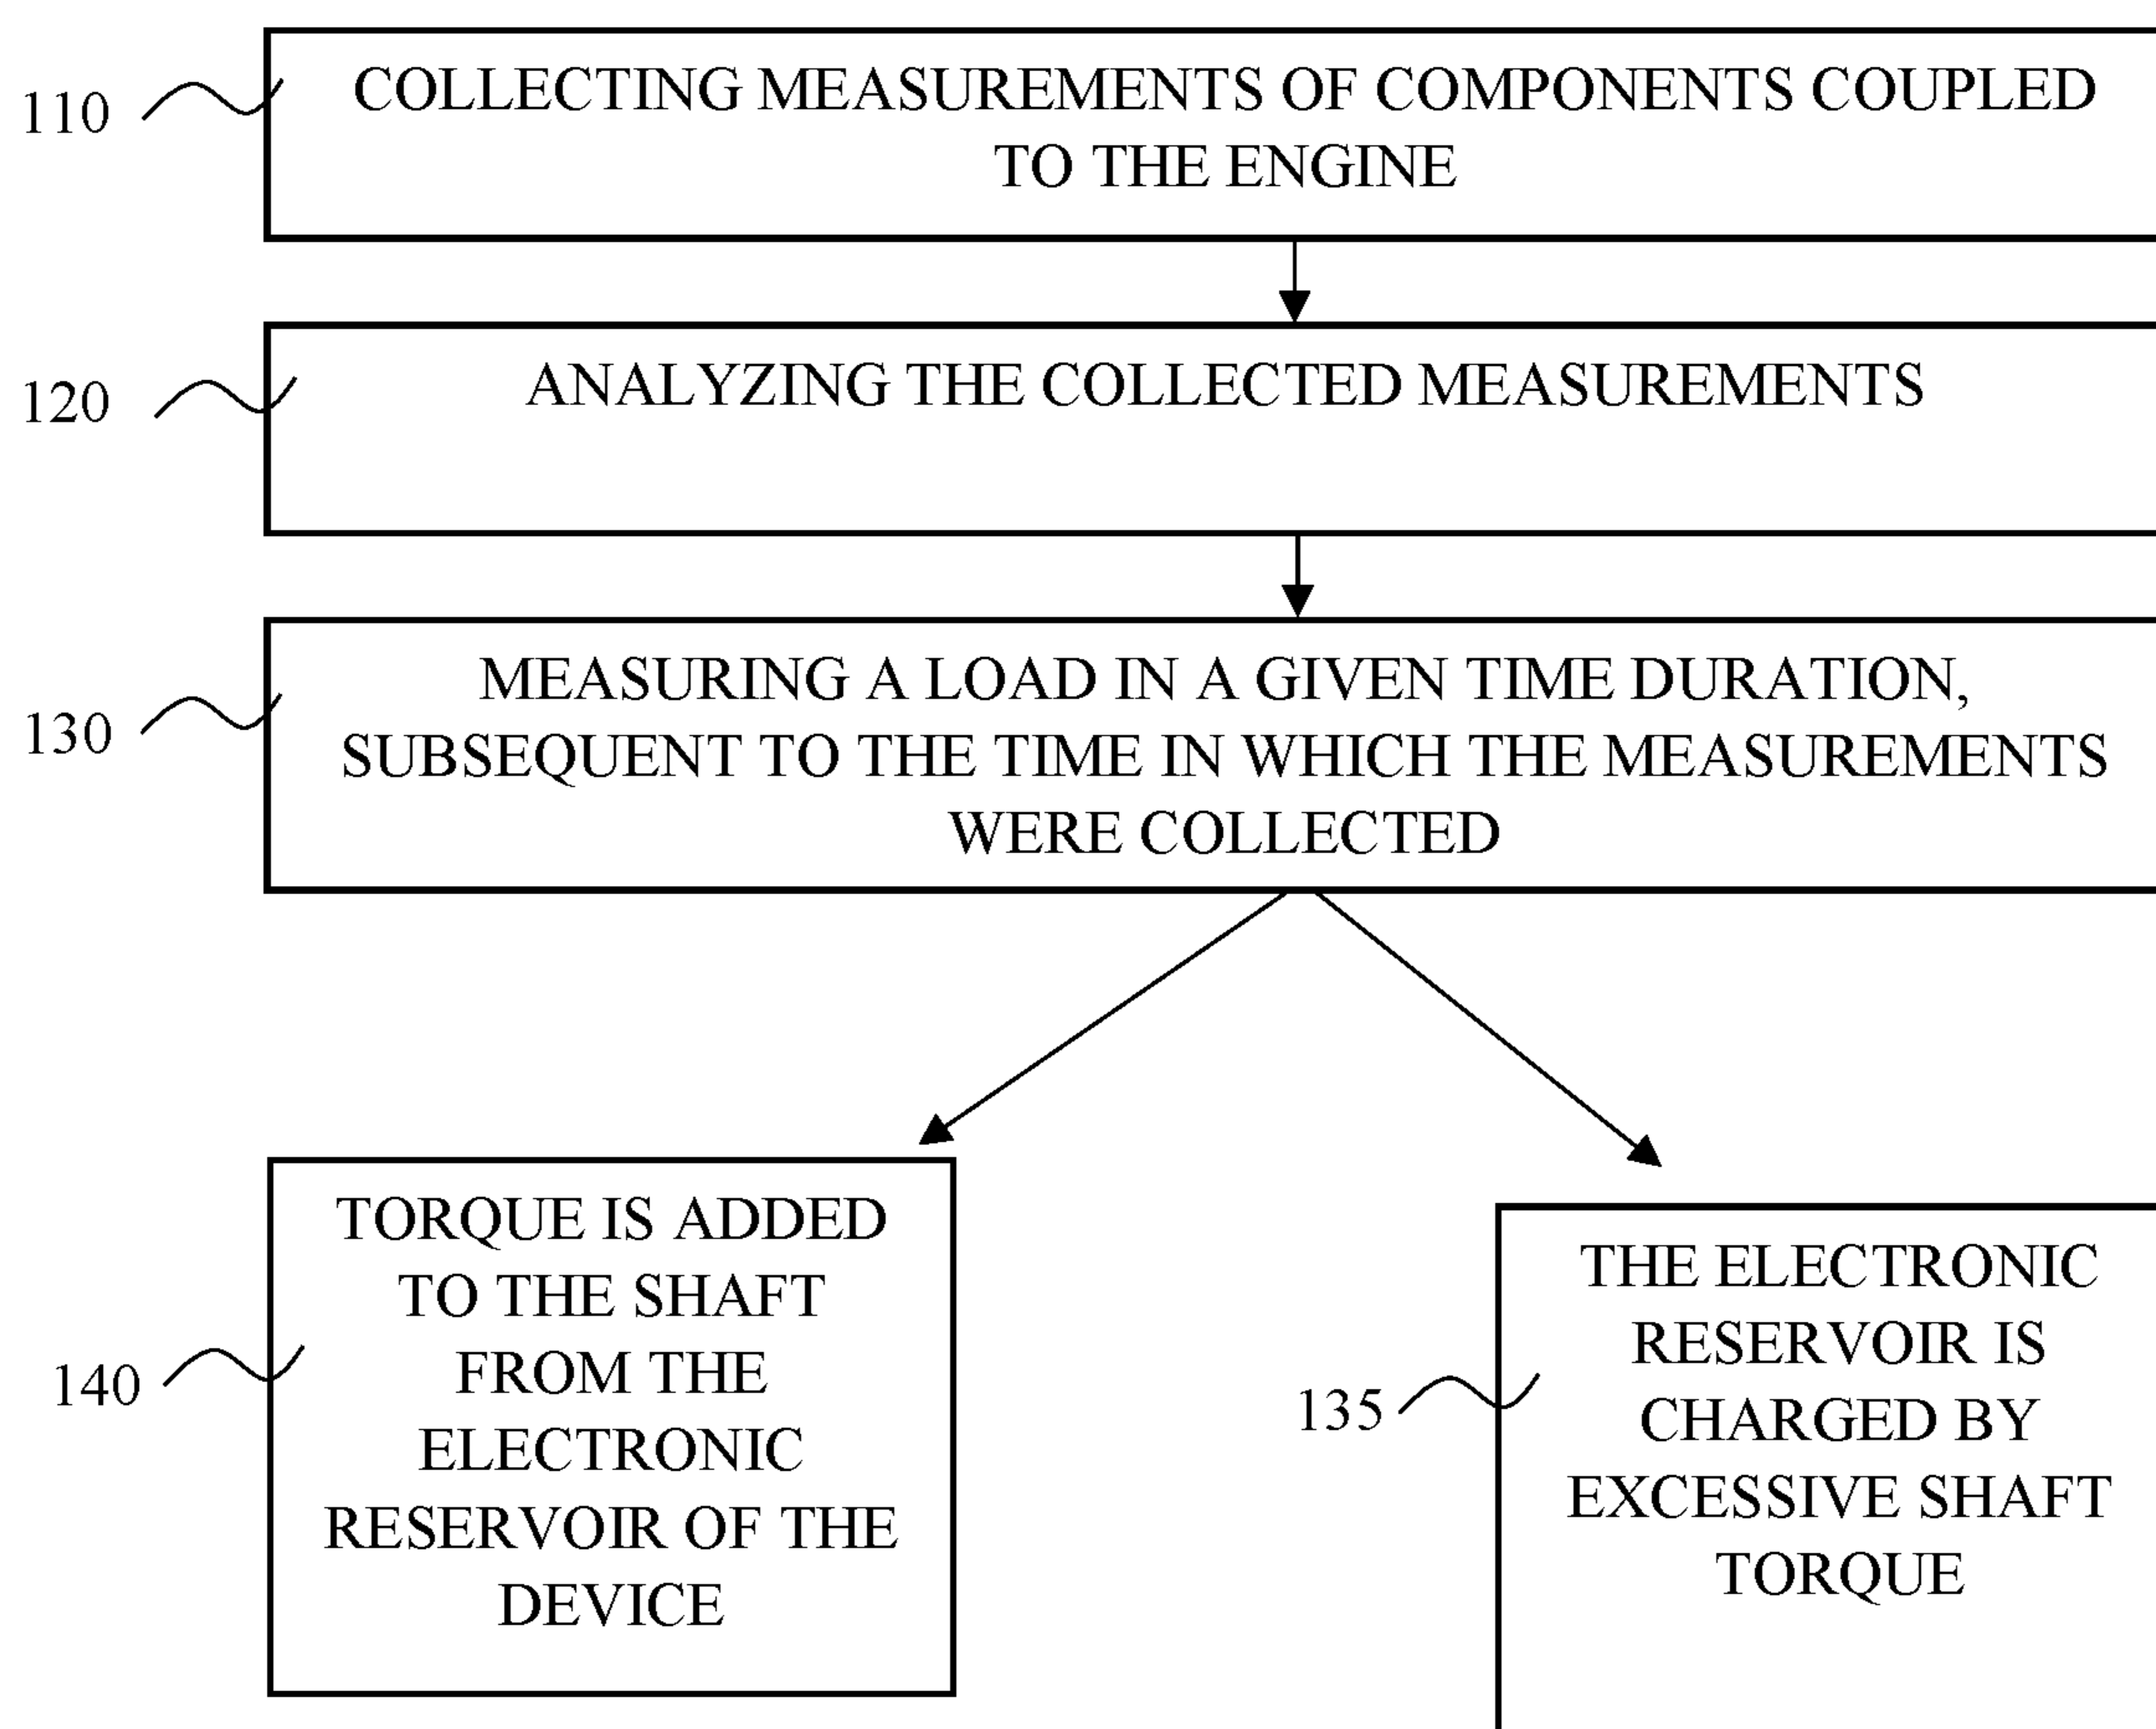 110
COLLECTING MEASUREMENTS OF COMPONENTS COUPLED
TO THE ENGINE
120
ANALYZING THE COLLECTED MEASUREMENTS
130
MEASURING A LOAD IN A GIVEN TIME DURATION,
SUBSEQUENT TO THE TIME IN WHICH THE MEASUREMENTS
WERE COLLECTED
140
TORQUE IS ADDED
TO THE SHAFT
FROM THE
ELECTRONIC
RESERVOIR OF THE
DEVICE
135
THE ELECTRONIC
RESERVOIR IS
CHARGED BY
EXCESSIVE SHAFT
TORQUE